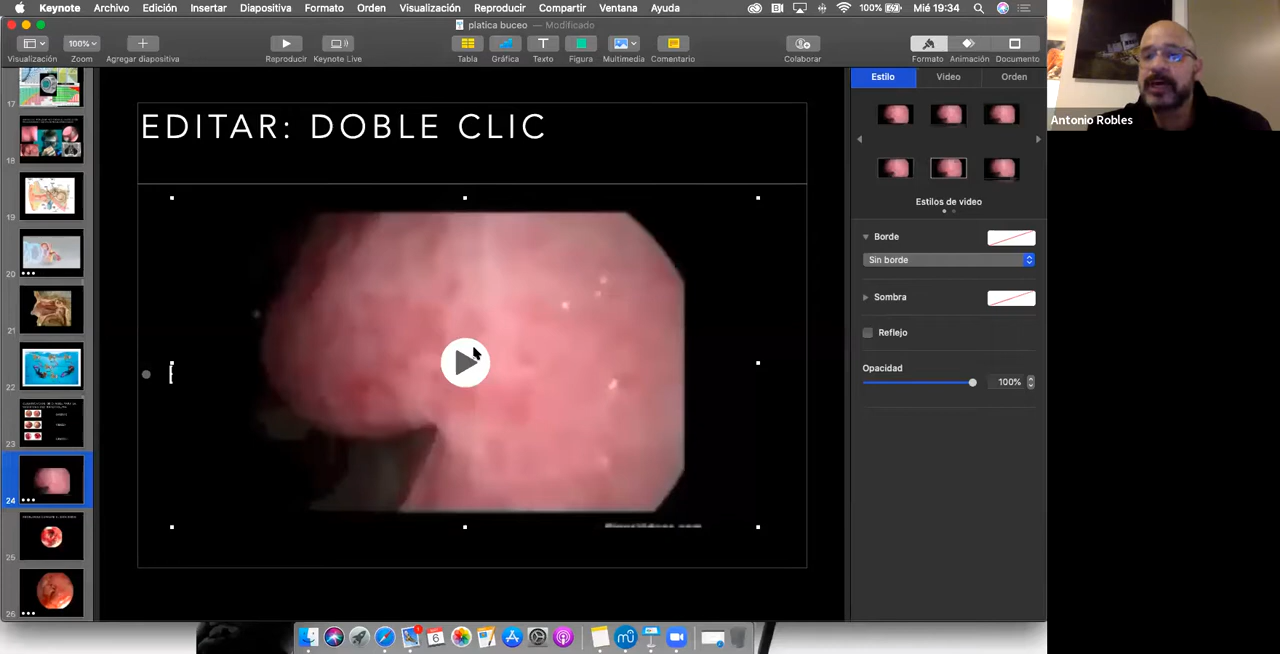 Keynote Archivo Edición Insertar Diapositiva Formato Orden Visualización Reproducir Compartir Ventana Ayuda 100% Mié 19:34
platica buceo — Modificado
100%
Visualización Zoom Agregar diapositiva Reproducir Keynote Live Tabla Gráfica Texto Figura Multimedia Comentario Colaborar Formato Animación Documento
Estilo Video Orden
17
18
19
20
21
22
23
24
25
26
EDITAR: DOBLE CLIC
Estilos de video
Borde
Sin borde
Sombra
Reflejo
Opacidad
100%
Antonio Robles
6